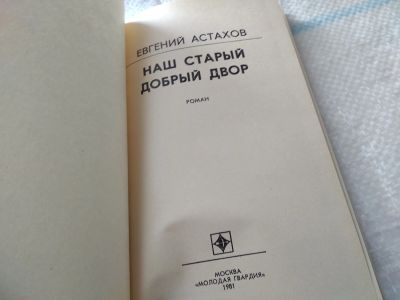 ЕВГЕНИЙ АСТАХОВ
НАШ СТАРЫЙ
ДОБРЫЙ ДВОР
РОМАН
МОСКВА
«МОЛОДАЯ ГВАРДИЯ»
1981